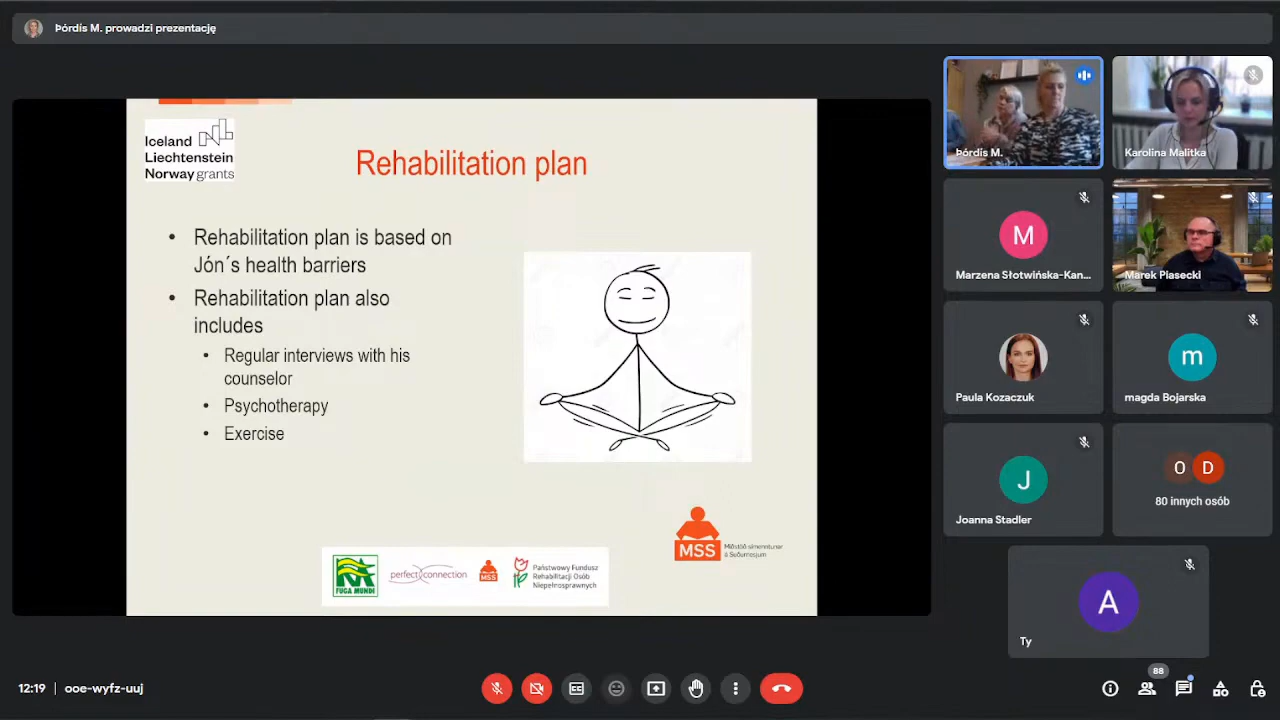 Þórdís M. prowadzi prezentację
Iceland
Liechtenstein
Norway grants
Rehabilitation plan
• Rehabilitation plan is based on
Jón´s health barriers
• Rehabilitation plan also
includes
• Regular interviews with his
counselor
• Psychotherapy
• Exercise
MSS
Miðstöð símenntunar
á Suðurnesjum
FUGA MUNDI
perfect connection
MSS
Państwowy Fundusz
Rehabilitacji Osób
Niepełnosprawnych
Þórdís M.
Karolina Malitka
M
Marzena Słotwińska-Kan...
Marek Piasecki
Paula Kozaczuk
m
magda Bojarska
J
Joanna Stadler
O D
80 innych osób
A
Ty
12:19 | ooe-wyfz-uuj
88